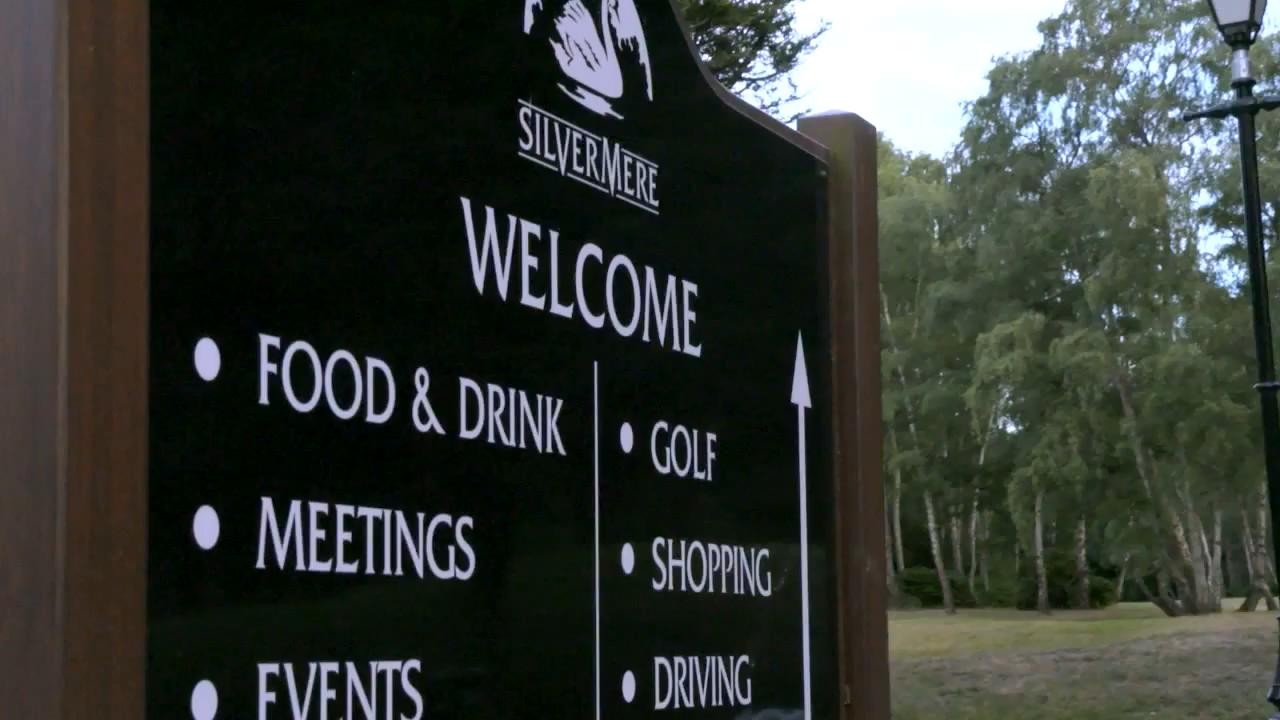 SILVERMERE
WELCOME
• FOOD & DRINK
• MEETINGS
• EVENTS
• GOLF
• SHOPPING
• DRIVING